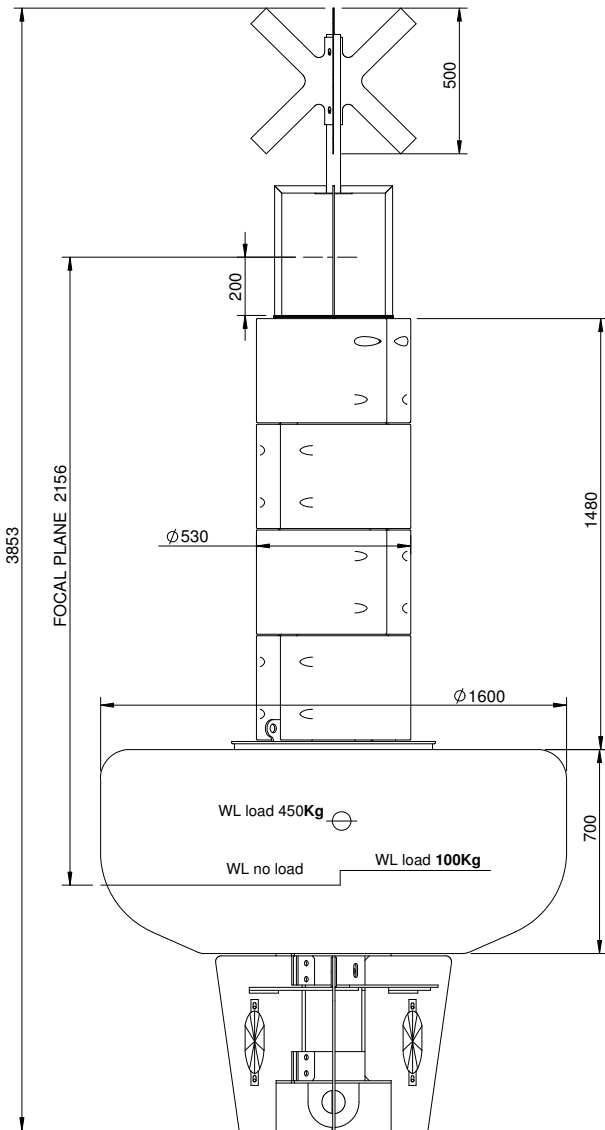 500
200
FOCAL PLANE 2156
3853
1480
Ø530
Ø1600
WL load 450Kg
700
WL no load
WL load 100Kg